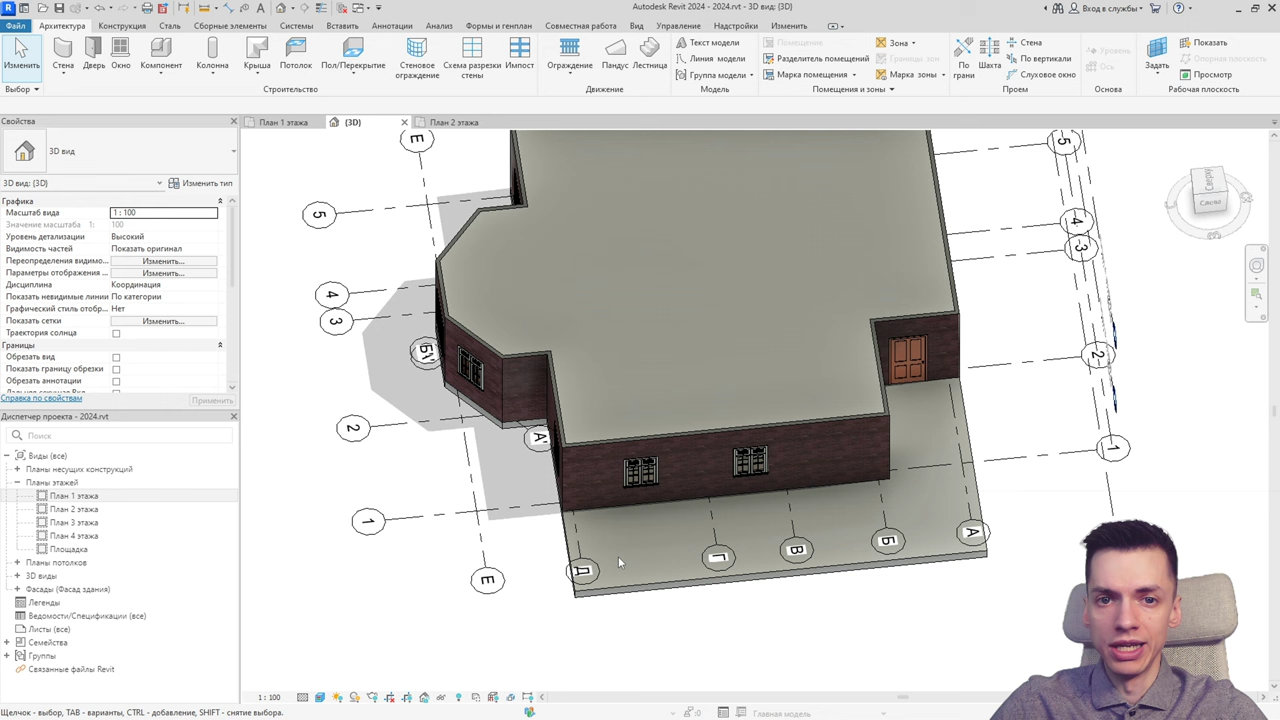 Autodesk Revit 2024 - 2024.rvt - 3D вид: {3D}
Вход в службы
Файл Архитектура Конструкция Сталь Сборные элементы Системы Вставить Аннотации Анализ Формы и генплан Совместная работа Вид Управление Надстройки Изменить
Изменить Стена Дверь Окно Компонент Колонна Крыша Потолок Пол/Перекрытие Стеновое ограждение Схема разрезки стены Импост Ограждение Пандус Лестница
Текст модели
Линия модели
Группа модели
Помещение
Разделитель помещений
Марка помещения
Зона
Границы зон
Марка зоны
По грани
Шахта
Стена
По вертикали
Слуховое окно
Уровень
Ось
Задать
Показать
Опорная плоскость
Просмотр
Выбор Строительство Движение Модель Помещения и зоны Проем Основа Рабочая плоскость
Свойства
План 1 этажа {3D} План 2 этажа
3D вид
3D вид: {3D} Изменить тип
Графика
Масштаб вида 1 : 100
Значение масштаба 1: 100
Уровень детализации Высокий
Видимость частей Показать оригинал
Переопределения видимо... Изменить...
Параметры отображения ... Изменить...
Дисциплина Координация
Показать невидимые линии По категории
Графический стиль отобр... Нет
Показать сетки Изменить...
Траектория солнца
Границы
Обрезать вид
Показать границу обрезки
Обрезать аннотации
Справка по свойствам Применить
Диспетчер проекта - 2024.rvt
Поиск
Виды (все)
Планы несущих конструкций
Планы этажей
План 1 этажа
План 2 этажа
План 3 этажа
План 4 этажа
Площадка
Планы потолков
3D виды
Фасады (Фасад здания)
Легенды
Ведомости/Спецификации (все)
Листы (все)
Семейства
Группы
Связанные файлы Revit
Е
5
5
4
3
4
3
Б\'
2
2
А'
1
1
Е
Д
Г
В
Б
А
Сверху
Слева
1 : 100
Щелчок - выбор, TAB - варианты, CTRL - добавление, SHIFT - снятие выбора.
:0
Главная модель